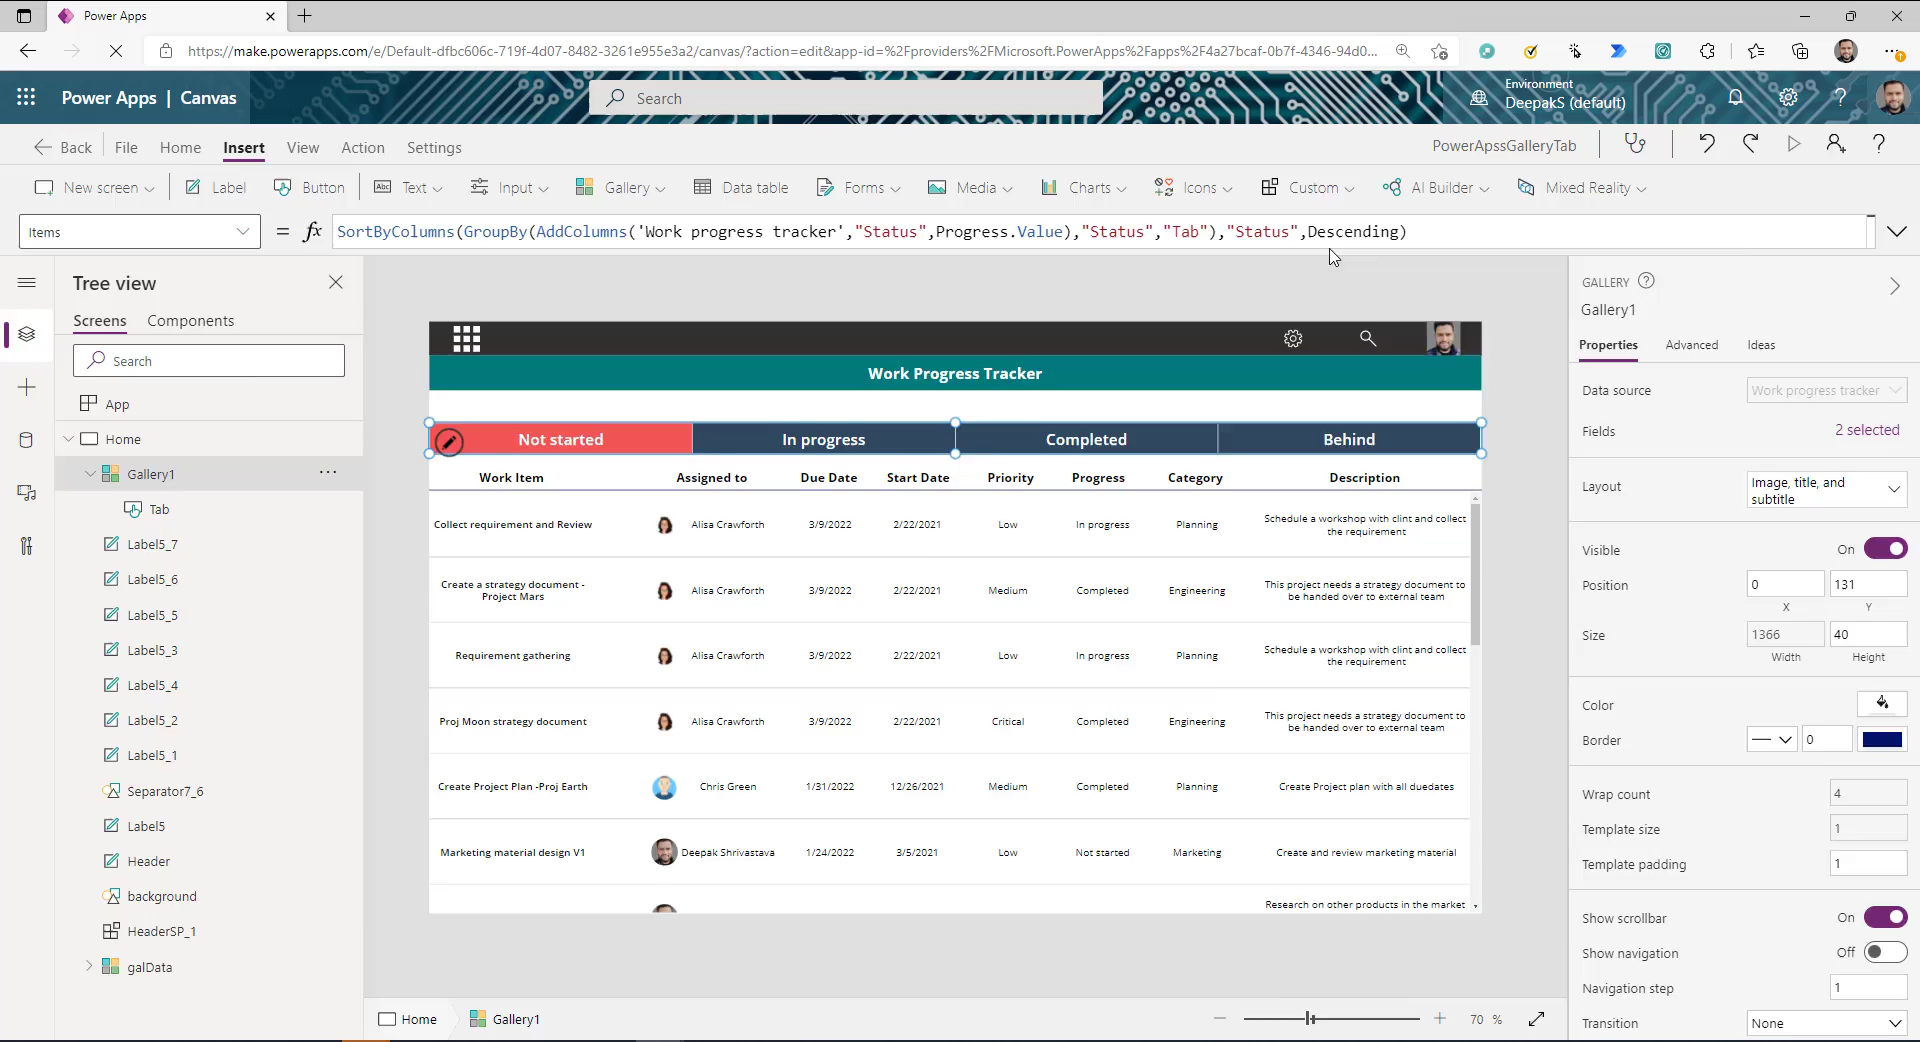 Power Apps
https://make.powerapps.com/e/Default-dfbc606c-719f-4d07-8482-3261e955e3a2/canvas/?action=edit&app-id=%2Fproviders%2FMicrosoft.PowerApps%2Fapps%2F4a27bcaf-0b7f-4346-94d0...
Power Apps | Canvas
Search
Environment
DeepakS (default)
Back File Home Insert View Action Settings
PowerApssGalleryTab
New screen Label Button Text Input Gallery Data table Forms Media Charts Icons Custom AI Builder Mixed Reality
Items = fx SortByColumns(GroupBy(AddColumns('Work progress tracker',"Status",Progress.Value),"Status","Tab"),"Status",Descending)
Tree view
Screens Components
Search
App
Home
Gallery1
Tab
Label5_7
Label5_6
Label5_5
Label5_3
Label5_4
Label5_2
Label5_1
Separator7_6
Label5
Header
background
HeaderSP_1
galData
Work Progress Tracker
Not started In progress Completed Behind
Work Item Assigned to Due Date Start Date Priority Progress Category Description
Collect requirement and Review Alisa Crawforth 3/9/2022 2/22/2021 Low In progress Planning Schedule a workshop with clint and collect
the requirement
Create a strategy document -
Project Mars Alisa Crawforth 3/9/2022 2/22/2021 Medium Completed Engineering This project needs a strategy document to
be handed over to external team
Requirement gathering Alisa Crawforth 3/9/2022 2/22/2021 Low In progress Planning Schedule a workshop with clint and collect
the requirement
Proj Moon strategy document Alisa Crawforth 3/9/2022 2/22/2021 Critical Completed Engineering This project needs a strategy document to
be handed over to external team
Create Project Plan -Proj Earth Chris Green 1/31/2022 12/26/2021 Medium Completed Planning Create Project plan with all duedates
Marketing material design V1 Deepak Shrivastava 1/24/2022 3/5/2021 Low Not started Marketing Create and review marketing material
Research on other products in the market
Home Gallery1
70 %
GALLERY
Gallery1
Properties Advanced Ideas
Data source Work progress tracker
Fields 2 selected
Layout Image, title, and
subtitle
Visible On
Position 0 131
X Y
Size 1366 40
Width Height
Color
Border 0
Wrap count 4
Template size 1
Template padding 1
Show scrollbar On
Show navigation Off
Navigation step 1
Transition None